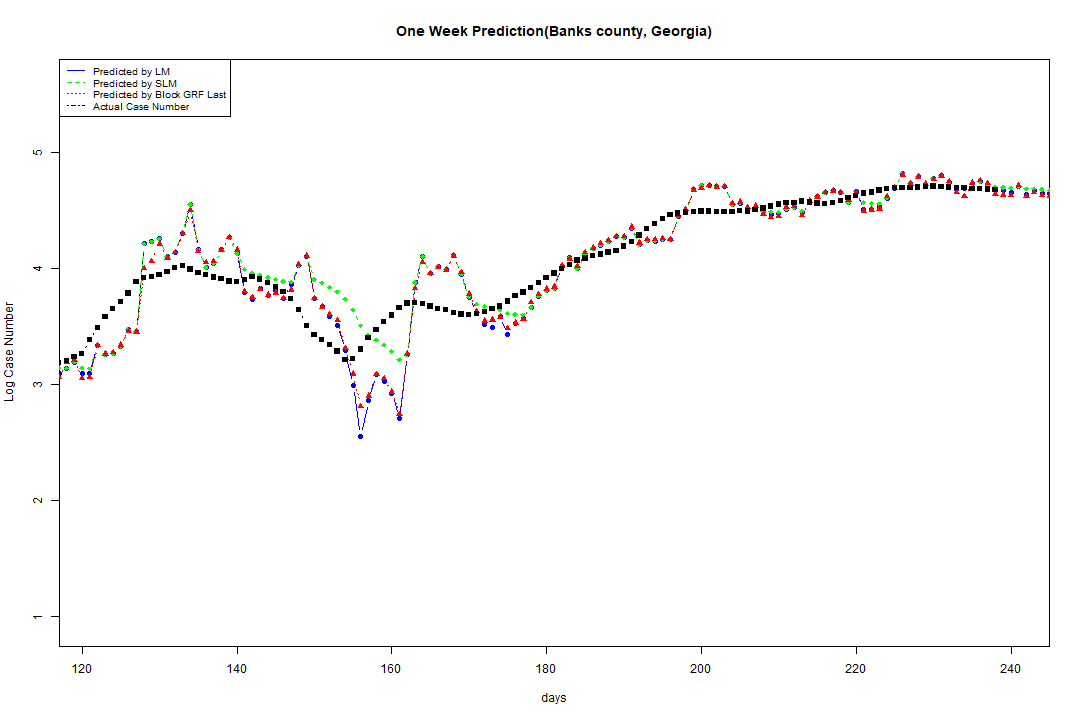 One Week Prediction(Banks county, Georgia)
Predicted by LM
Predicted by SLM
Predicted by Block GRF Last
Actual Case Number
5
4
3
2
1
Log Case Number
120 140 160 180 200 220 240
days